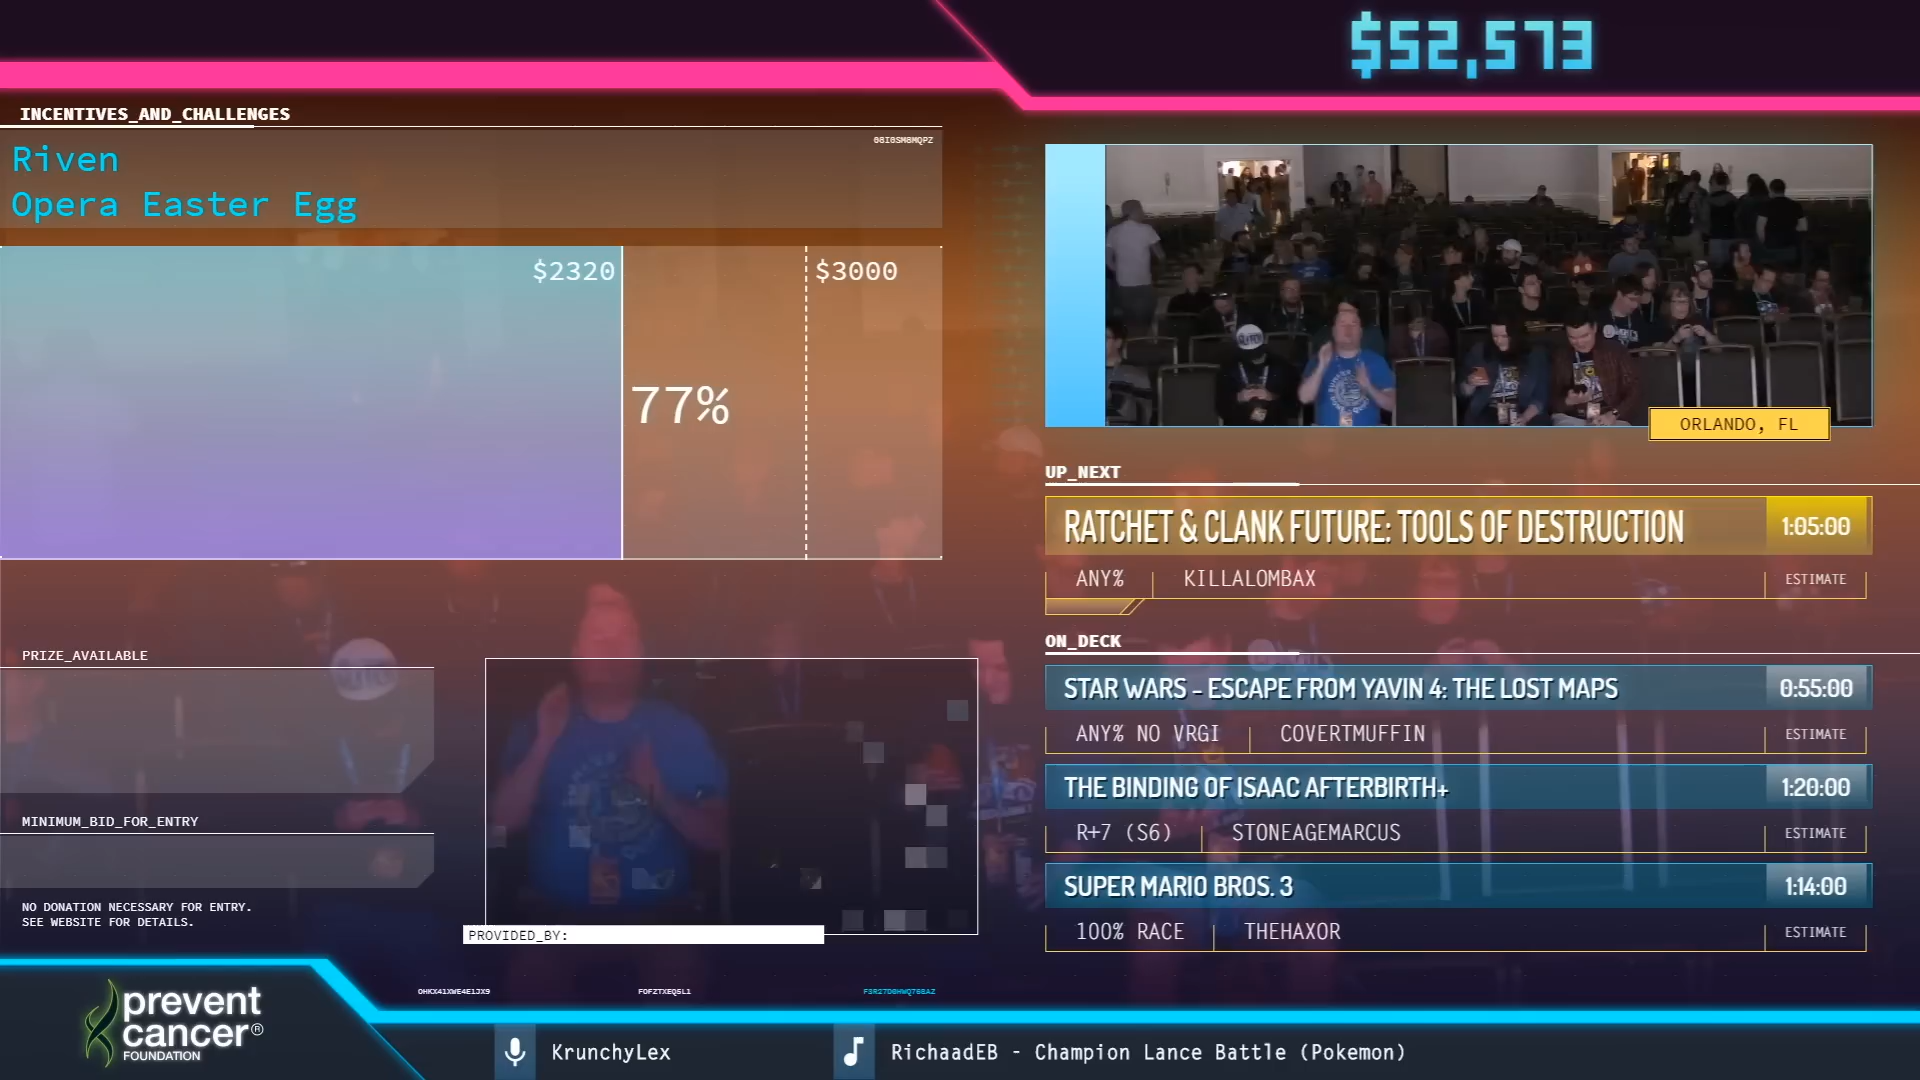 $52,573
INCENTIVES_AND_CHALLENGES
Riven
Opera Easter Egg
$2320
$3000
77%
ORLANDO, FL
UP_NEXT
RATCHET & CLANK FUTURE: TOOLS OF DESTRUCTION
1:05:00
ANY%
KILLALOMBAX
ESTIMATE
ON_DECK
STAR WARS - ESCAPE FROM YAVIN 4: THE LOST MAPS
0:55:00
ANY% NO VRGI
COVERTMUFFIN
ESTIMATE
THE BINDING OF ISAAC AFTERBIRTH+
1:20:00
R+7 (S6)
STONEAGEMARCUS
ESTIMATE
SUPER MARIO BROS. 3
1:14:00
100% RACE
THEHAXOR
ESTIMATE
PRIZE_AVAILABLE
MINIMUM_BID_FOR_ENTRY
NO DONATION NECESSARY FOR ENTRY.
SEE WEBSITE FOR DETAILS.
PROVIDED_BY:
prevent
cancer®
FOUNDATION
KrunchyLex
RichaadEB - Champion Lance Battle (Pokemon)